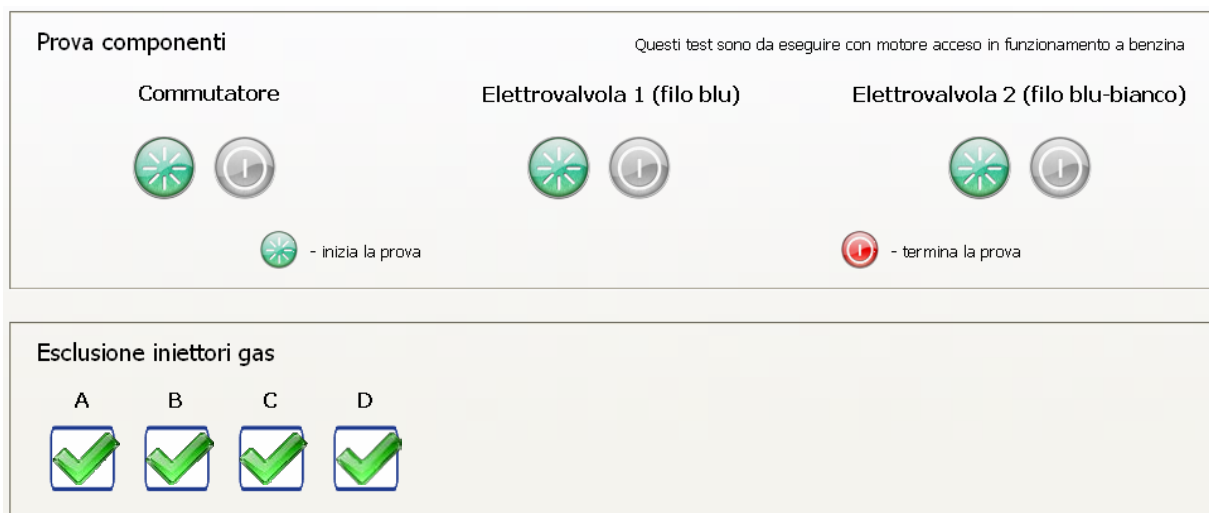 Prova componenti
Questi test sono da eseguire con motore acceso in funzionamento a benzina
Commutatore
Elettrovalvola 1 (filo blu)
Elettrovalvola 2 (filo blu-bianco)
- inizia la prova
- termina la prova
Esclusione iniettori gas
A B C D